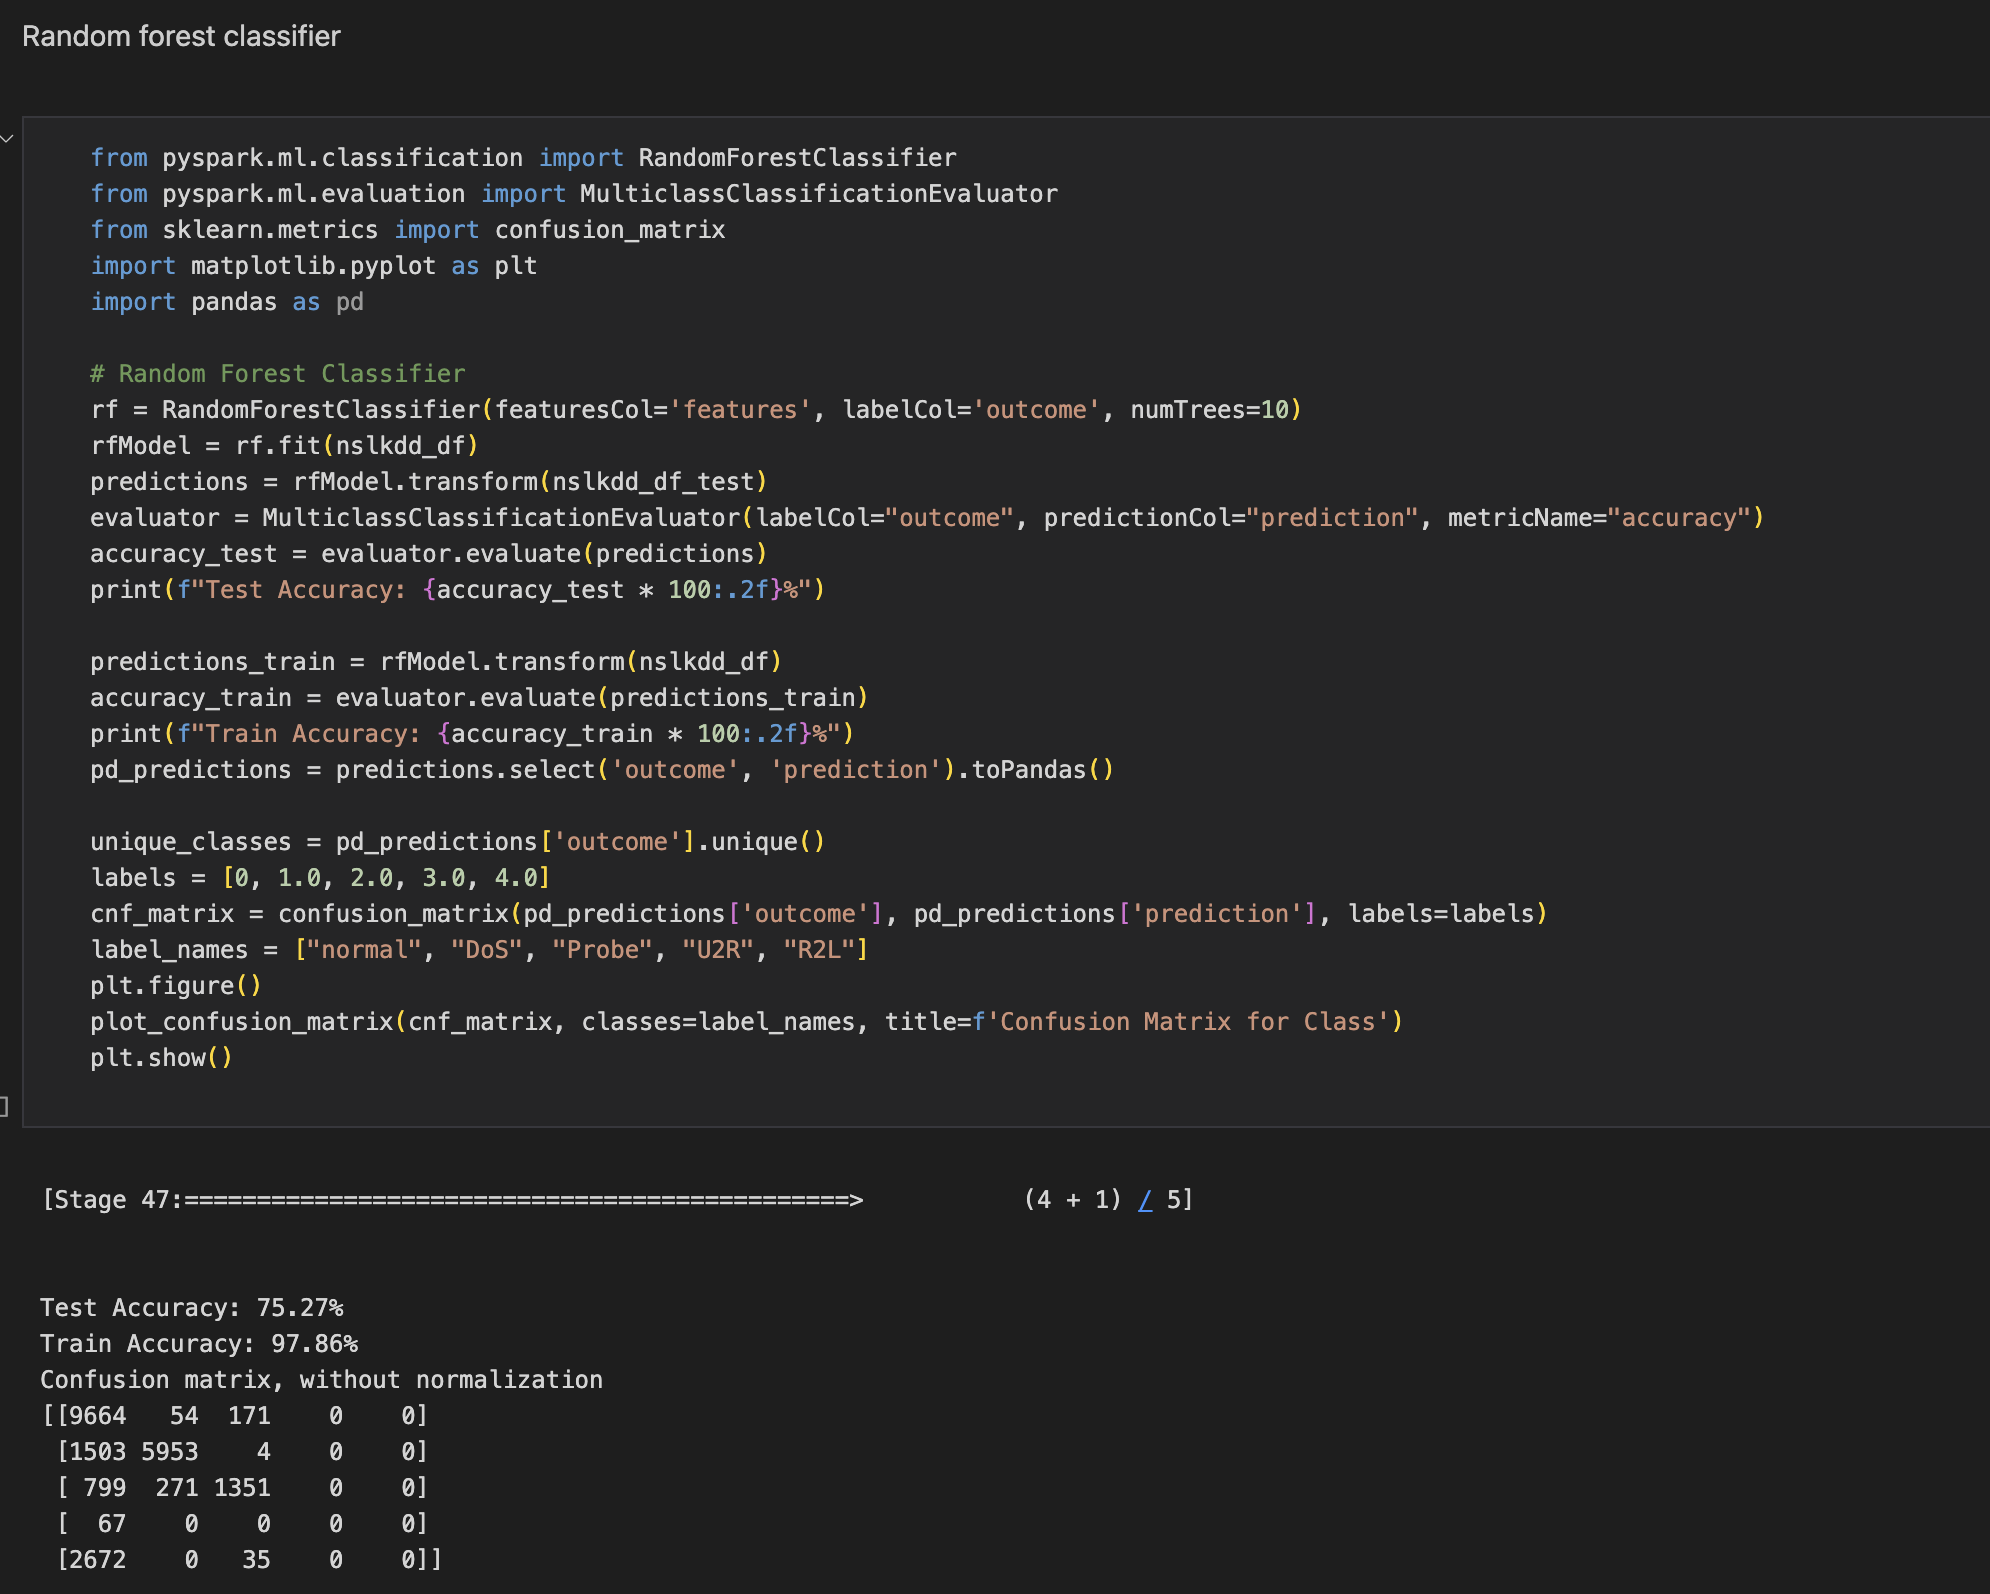 Random forest classifier
from pyspark.ml.classification import RandomForestClassifier
from pyspark.ml.evaluation import MulticlassClassificationEvaluator
from sklearn.metrics import confusion_matrix
import matplotlib.pyplot as plt
import pandas as pd
# Random Forest Classifier
rf = RandomForestClassifier(featuresCol='features', labelCol='outcome', numTrees=10)
rfModel = rf.fit(nslkdd_df)
predictions = rfModel.transform(nslkdd_df_test)
evaluator = MulticlassClassificationEvaluator(labelCol="outcome", predictionCol="prediction", metricName="accuracy")
accuracy_test = evaluator.evaluate(predictions)
print(f"Test Accuracy: {accuracy_test * 100:.2f}%")
predictions_train = rfModel.transform(nslkdd_df)
accuracy_train = evaluator.evaluate(predictions_train)
print(f"Train Accuracy: {accuracy_train * 100:.2f}%")
pd_predictions = predictions.select('outcome', 'prediction').toPandas()
unique_classes = pd_predictions['outcome'].unique()
labels = [0, 1.0, 2.0, 3.0, 4.0]
cnf_matrix = confusion_matrix(pd_predictions['outcome'], pd_predictions['prediction'], labels=labels)
label_names = ["normal", "DoS", "Probe", "U2R", "R2L"]
plt.figure()
plot_confusion_matrix(cnf_matrix, classes=label_names, title=f'Confusion Matrix for Class')
plt.show()
]
[Stage 47:==============================================>           (4 + 1) / 5]
Test Accuracy: 75.27%
Train Accuracy: 97.86%
Confusion matrix, without normalization
[[9664   54  171    0    0]
 [1503 5953    4    0    0]
 [ 799  271 1351    0    0]
 [  67    0    0    0    0]
 [2672    0   35    0    0]]